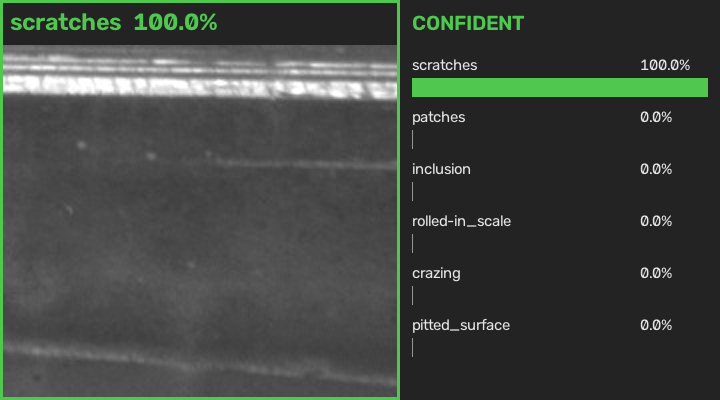 scratches 100.0%
CONFIDENT
scratches 100.0%
patches 0.0%
inclusion 0.0%
rolled-in_scale 0.0%
crazing 0.0%
pitted_surface 0.0%